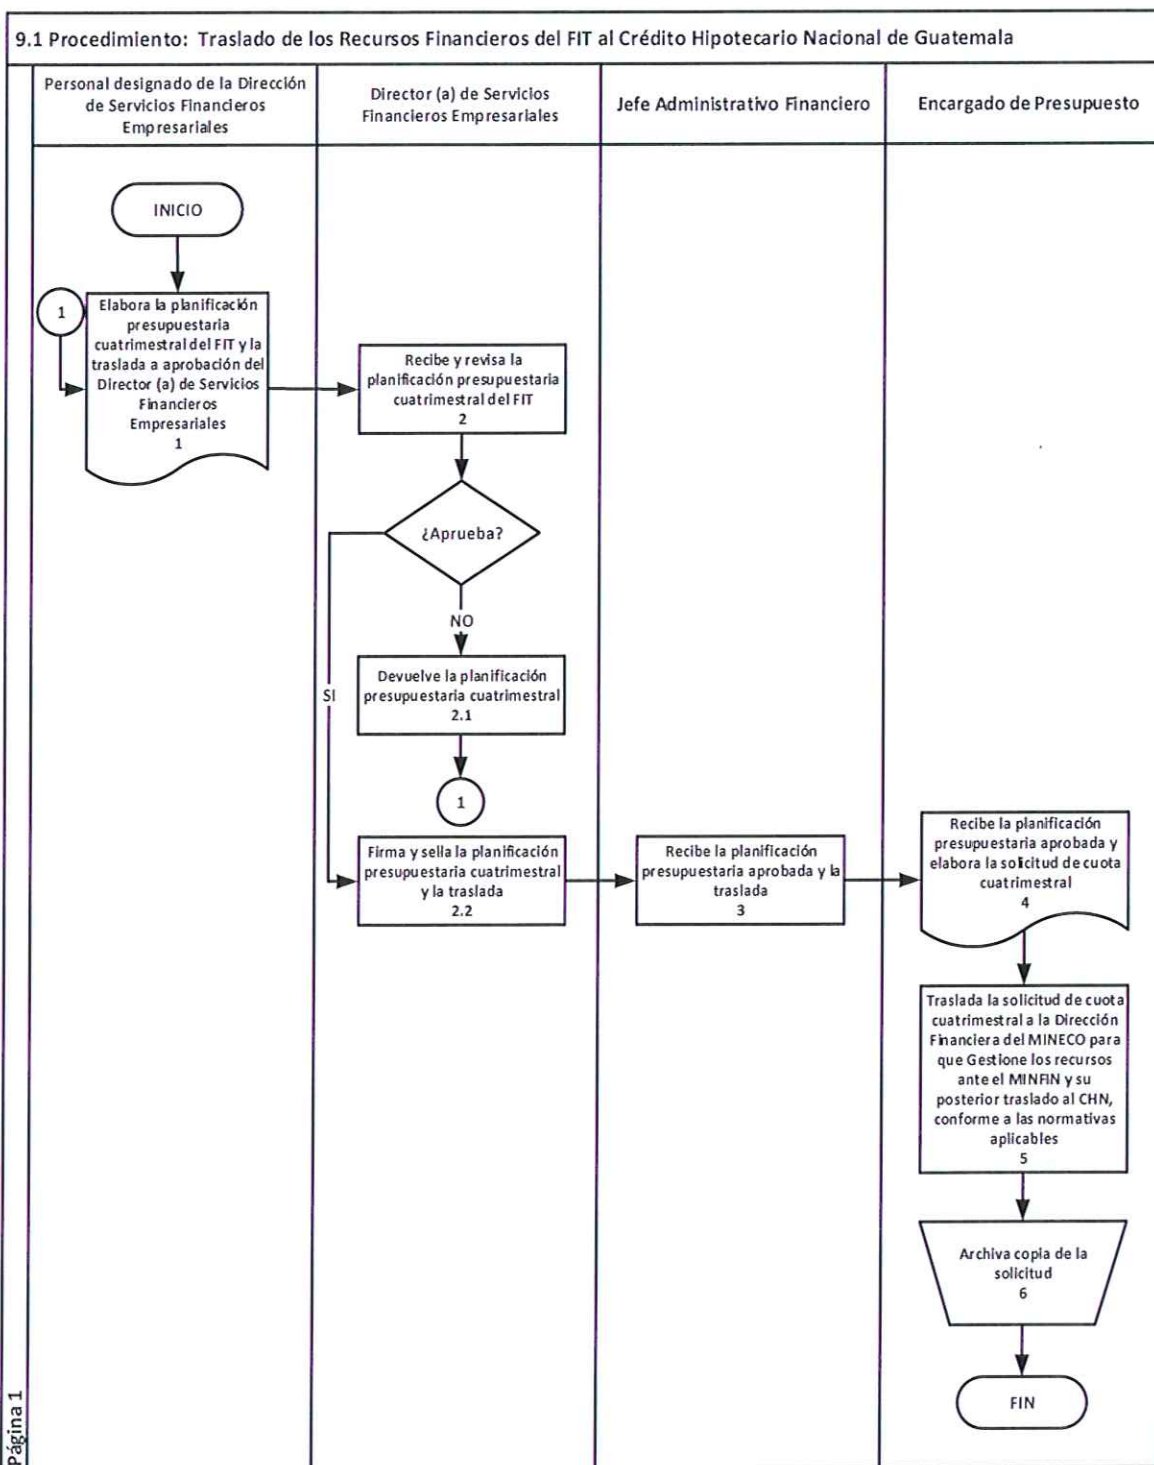 9.1 Procedimiento: Traslado de los Recursos Financieros del FIT al Crédito Hipotecario Nacional de Guatemala
Personal designado de la Dirección
de Servicios Financieros
Empresariales
Director (a) de Servicios
Financieros Empresariales
Jefe Administrativo Financiero
Encargado de Presupuesto
INICIO
1
Elabora la planificación
presupuestaria
cuatrimestral del FIT y la
traslada a aprobación del
Director (a) de Servicios
Financieros
Empresariales
1
Recibe y revisa la
planificación presupuestaria
cuatrimestral del FIT
2
¿Aprueba?
NO
SI
Devuelve la planificación
presupuestaria cuatrimestral
2.1
1
Firma y sella la planificación
presupuestaria cuatrimestral
y la traslada
2.2
Recibe la planificación
presupuestaria aprobada y la
traslada
3
Recibe la planificación
presupuestaria aprobada y
elabora la solicitud de cuota
cuatrimestral
4
Traslada la solicitud de cuota
cuatrimestral a la Dirección
Financiera del MINECO para
que Gestione los recursos
ante el MINFIN y su
posterior traslado al CHN,
conforme a las normativas
aplicables
5
Archiva copia de la
solicitud
6
FIN
Página 1